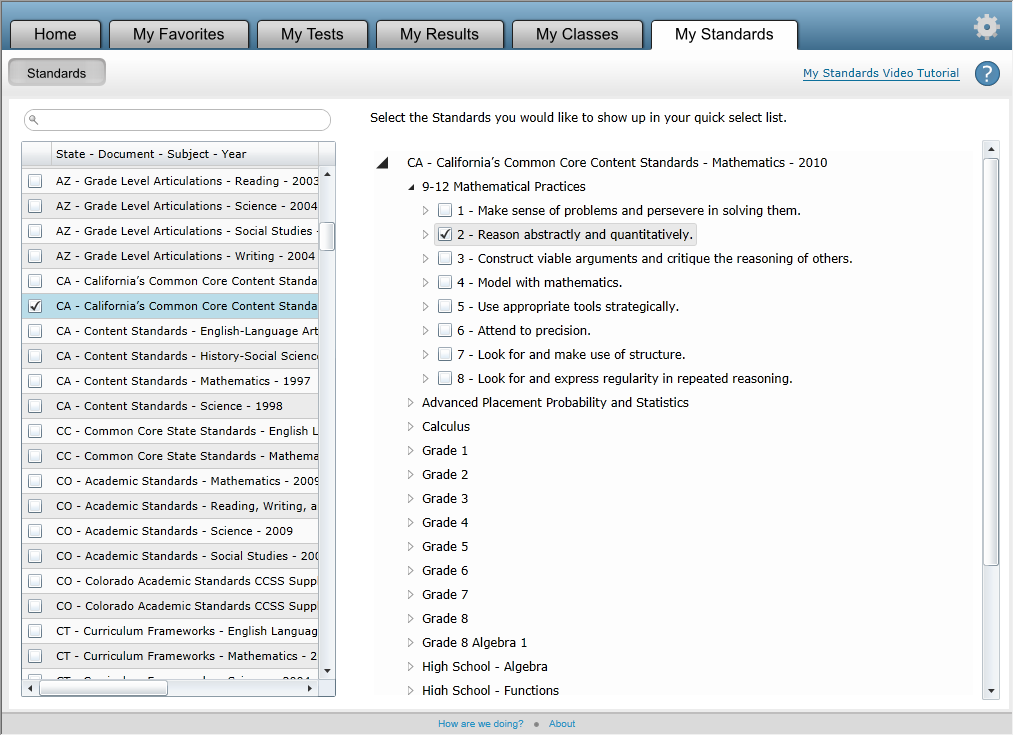 Home
My Favorites
My Tests
My Results
My Classes
My Standards
Standards
My Standards Video Tutorial
?
Select the Standards you would like to show up in your quick select list.
State - Document - Subject - Year
AZ - Grade Level Articulations - Reading - 2003
AZ - Grade Level Articulations - Science - 2004
AZ - Grade Level Articulations - Social Studies -
AZ - Grade Level Articulations - Writing - 2004
CA - California’s Common Core Content Standa
CA - California’s Common Core Content Standa
CA - Content Standards - English-Language Art
CA - Content Standards - History-Social Science
CA - Content Standards - Mathematics - 1997
CA - Content Standards - Science - 1998
CC - Common Core State Standards - English L
CC - Common Core State Standards - Mathema
CO - Academic Standards - Mathematics - 2009
CO - Academic Standards - Reading, Writing, a
CO - Academic Standards - Science - 2009
CO - Academic Standards - Social Studies - 200
CO - Colorado Academic Standards CCSS Supp
CO - Colorado Academic Standards CCSS Supp
CT - Curriculum Frameworks - English Languag
CT - Curriculum Frameworks - Mathematics - 2
CA - California’s Common Core Content Standards - Mathematics - 2010
9-12 Mathematical Practices
1 - Make sense of problems and persevere in solving them.
2 - Reason abstractly and quantitatively.
3 - Construct viable arguments and critique the reasoning of others.
4 - Model with mathematics.
5 - Use appropriate tools strategically.
6 - Attend to precision.
7 - Look for and make use of structure.
8 - Look for and express regularity in repeated reasoning.
Advanced Placement Probability and Statistics
Calculus
Grade 1
Grade 2
Grade 3
Grade 4
Grade 5
Grade 6
Grade 7
Grade 8
Grade 8 Algebra 1
High School - Algebra
High School - Functions
How are we doing? ● About